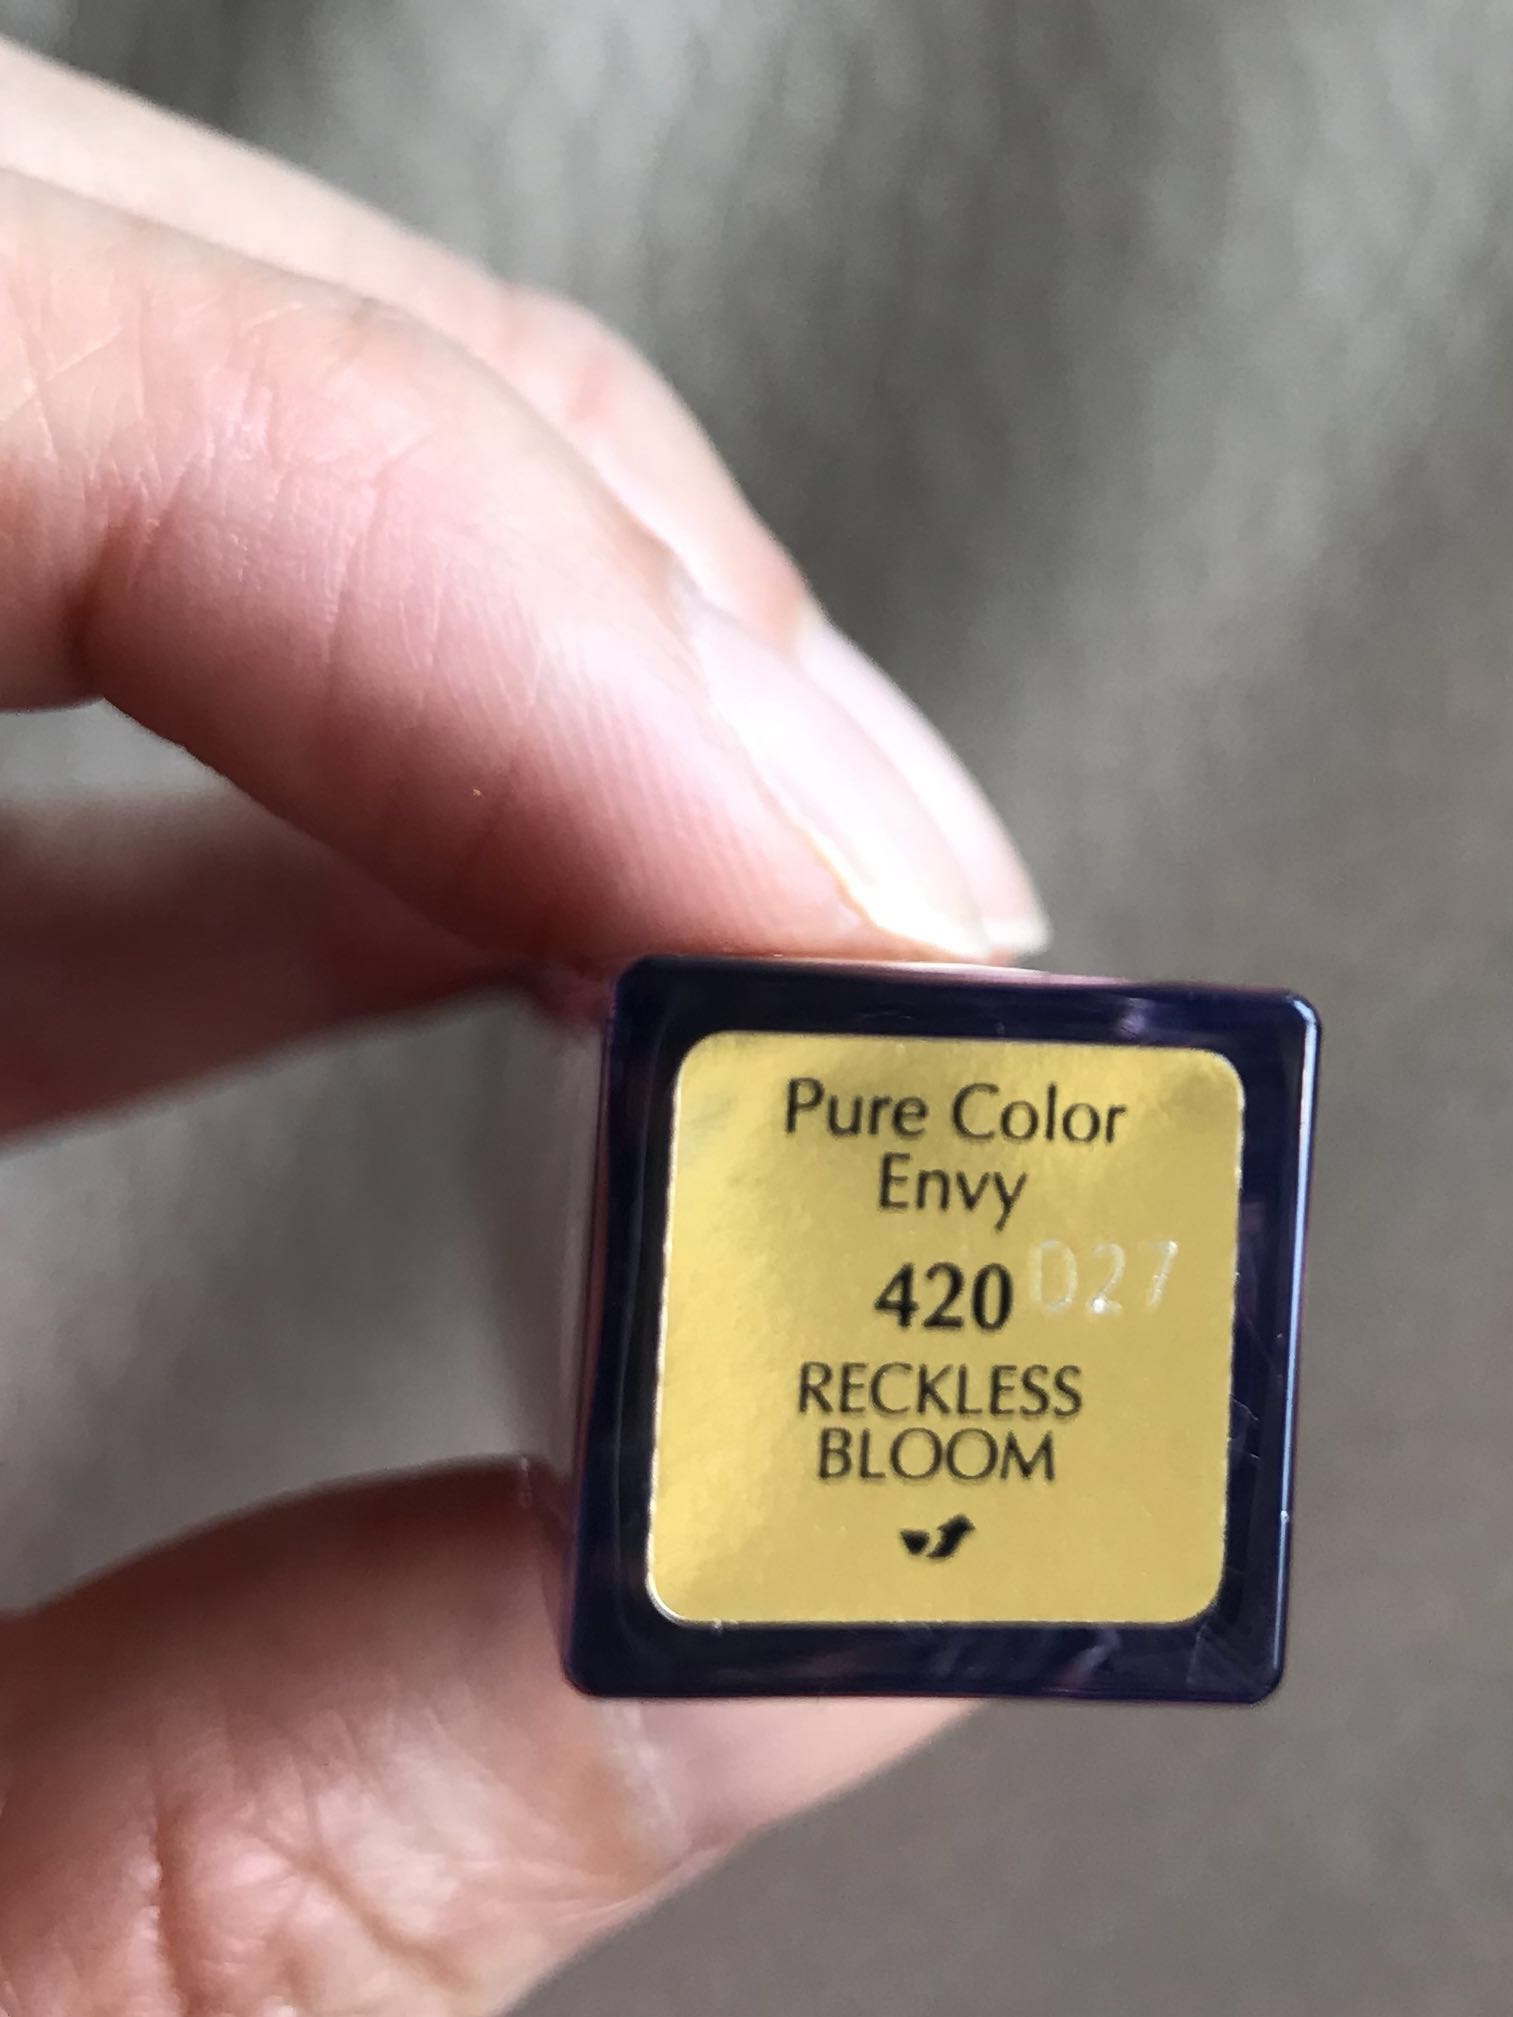 Pure Color
Envy
420 D27
RECKLESS
BLOOM